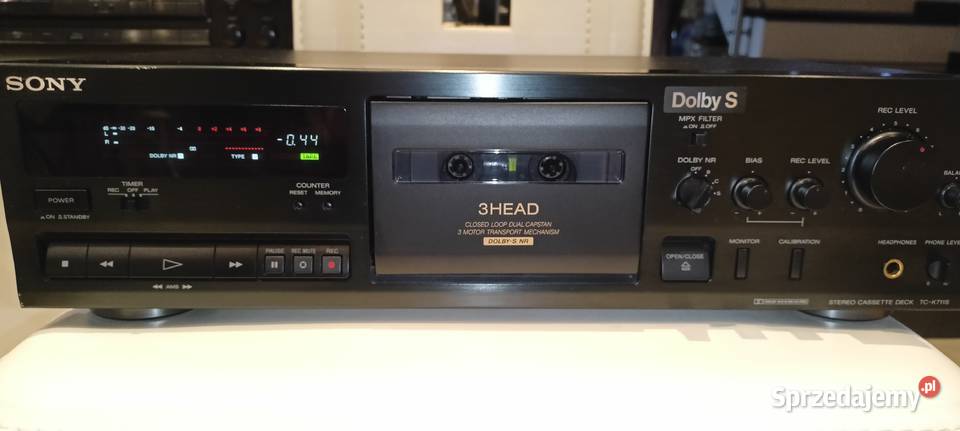 SONY
Dolby S
MPX FILTER
ON OFF
REC LEVEL
dB
L
R
-0.44
DOLBY NR
TYPE
TAPE
TIMER
REC OFF PLAY
COUNTER
RESET MEMORY
POWER
ON STANDBY
DOLBY NR
OFF
B
C
S
BIAS
REC LEVEL
BALANCE
3HEAD
CLOSED LOOP DUAL CAPSTAN
3 MOTOR TRANSPORT MECHANISM
DOLBY-S NR
MONITOR
CALIBRATION
HEADPHONES
PHONE LEVEL
PAUSE
REC MUTE
REC
OPEN/CLOSE
AMS
STEREO CASSETTE DECK TC-K711S
Sprzedajemy.pl